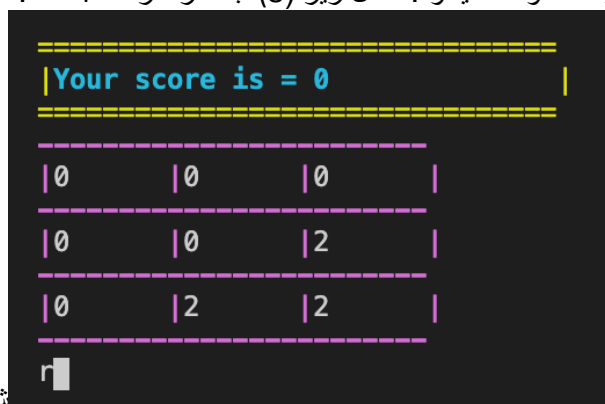 ==============================
|Your score is = 0 |
==============================
------------------------
|0 |0 |0 |
------------------------
|0 |0 |2 |
------------------------
|0 |2 |2 |
------------------------
r